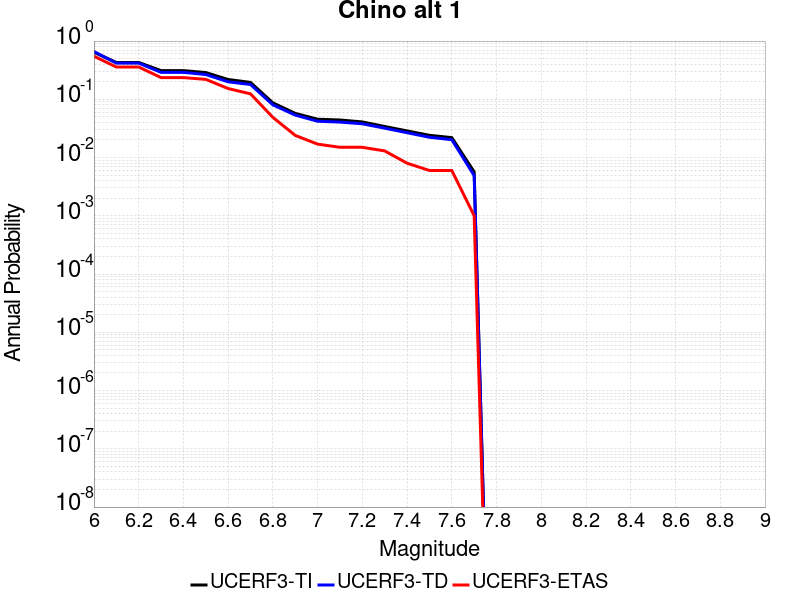 Chino alt 1
10^0
10^-1
10^-2
10^-3
10^-4
10^-5
10^-6
10^-7
10^-8
Annual Probability
6 6.2 6.4 6.6 6.8 7 7.2 7.4 7.6 7.8 8 8.2 8.4 8.6 8.8 9
Magnitude
UCERF3-TI UCERF3-TD UCERF3-ETAS